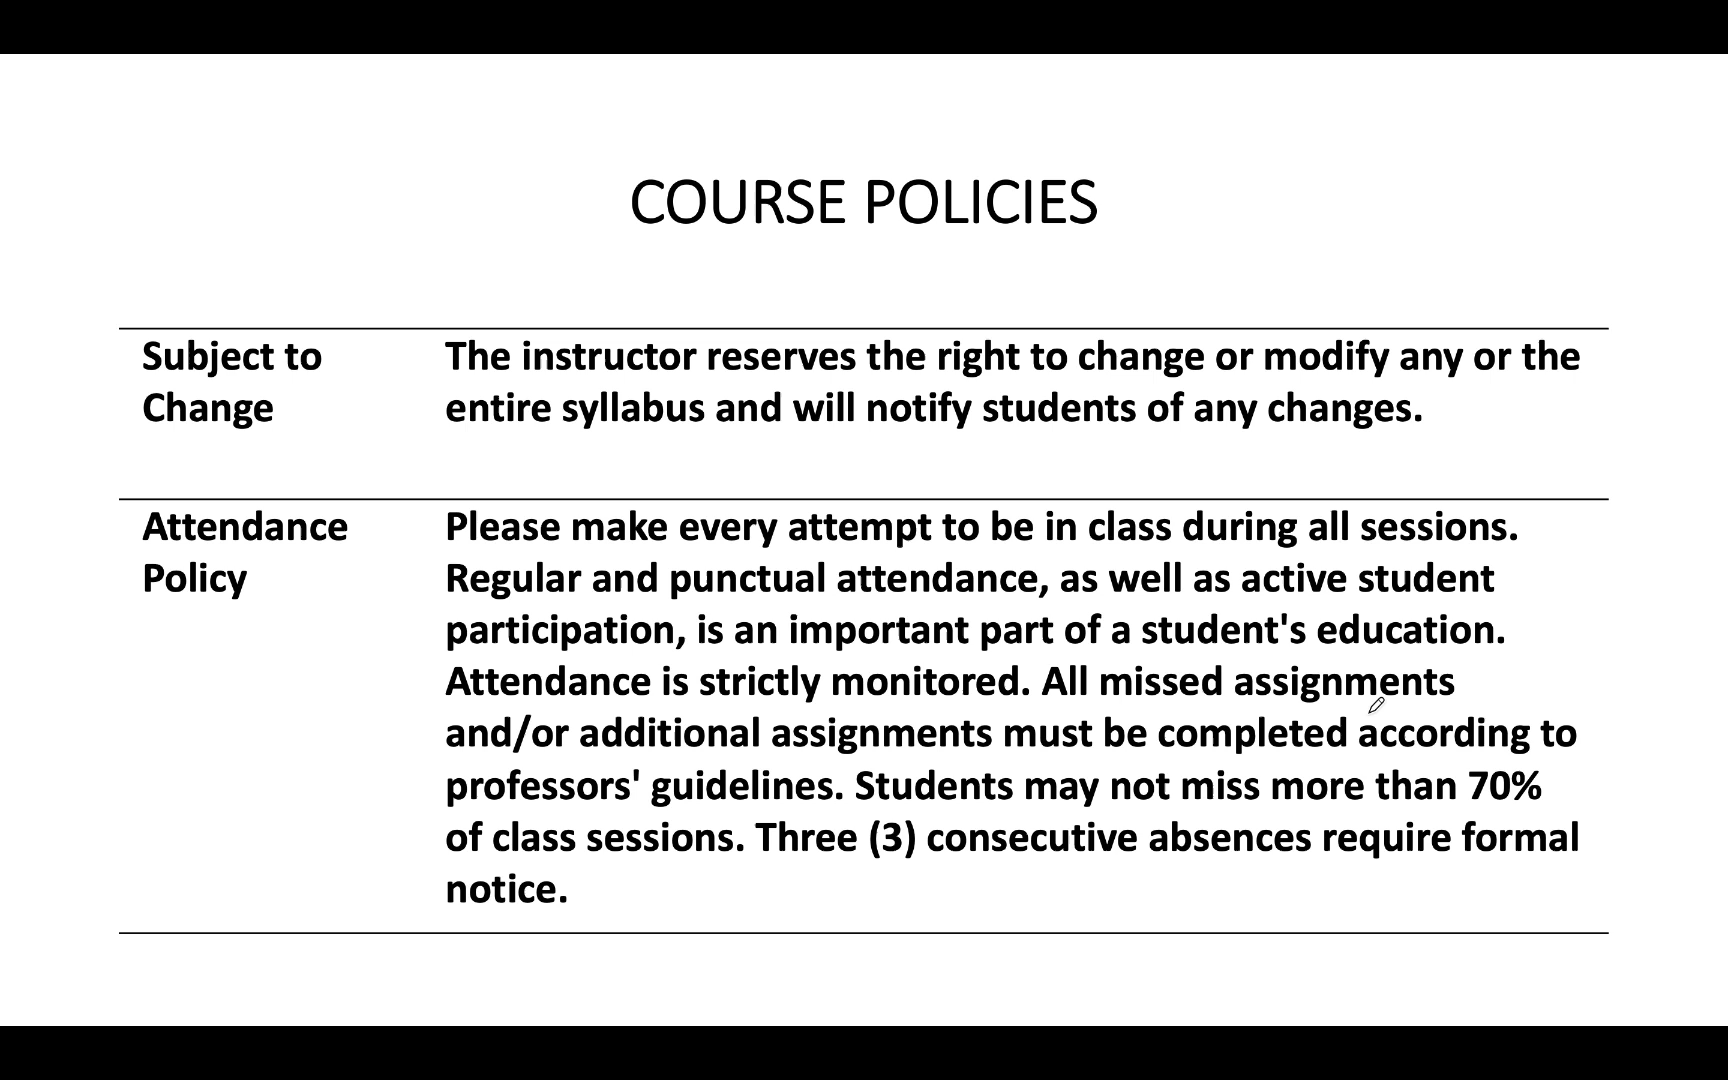 COURSE POLICIES
Subject to
Change
The instructor reserves the right to change or modify any or the
entire syllabus and will notify students of any changes.
Attendance
Policy
Please make every attempt to be in class during all sessions.
Regular and punctual attendance, as well as active student
participation, is an important part of a student's education.
Attendance is strictly monitored. All missed assignments
and/or additional assignments must be completed according to
professors' guidelines. Students may not miss more than 70%
of class sessions. Three (3) consecutive absences require formal
notice.